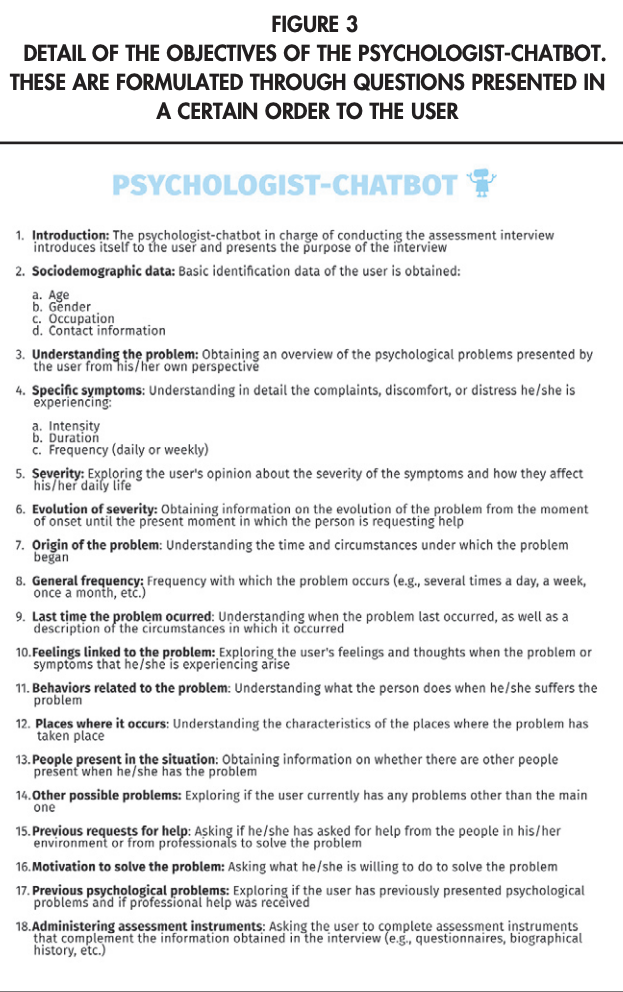 FIGURE 3
DETAIL OF THE OBJECTIVES OF THE PSYCHOLOGIST-CHATBOT.
THESE ARE FORMULATED THROUGH QUESTIONS PRESENTED IN
A CERTAIN ORDER TO THE USER
PSYCHOLOGIST-CHATBOT
1. Introduction: The psychologist-chatbot in charge of conducting the assessment interview
introduces itself to the user and presents the purpose of the interview
2. Sociodemographic data: Basic identification data of the user is obtained:
a. Age
b. Gender
c. Occupation
d. Contact information
3. Understanding the problem: Obtaining an overview of the psychological problems presented by
the user from his/her own perspective
4. Specific symptoms: Understanding in detail the complaints, discomfort, or distress he/she is
experiencing:
a. Intensity
b. Duration
c. Frequency (daily or weekly)
5. Severity: Exploring the user's opinion about the severity of the symptoms and how they affect
his/her daily life
6. Evolution of severity: Obtaining information on the evolution of the problem from the moment
of onset until the present moment in which the person is requesting help
7. Origin of the problem: Understanding the time and circumstances under which the problem
began
8. General frequency: Frequency with which the problem occurs (e.g., several times a day, a week,
once a month, etc.)
9. Last time the problem ocurred: Understanding when the problem last occurred, as well as a
description of the circumstances in which it occurred
10.Feelings linked to the problem: Exploring the user's feelings and thoughts when the problem or
symptoms that he/she is experiencing arise
11. Behaviors related to the problem: Understanding what the person does when he/she suffers the
problem
12. Places where it occurs: Understanding the characteristics of the places where the problem has
taken place
13.People present in the situation: Obtaining information on whether there are other people
present when he/she has the problem
14.Other possible problems: Exploring if the user currently has any problems other than the main
one
15.Previous requests for help: Asking if he/she has asked for help from the people in his/her
environment or from professionals to solve the problem
16.Motivation to solve the problem: Asking what he/she is willing to do to solve the problem
17. Previous psychological problems: Exploring if the user has previously presented psychological
problems and if professional help was received
18.Administering assessment instruments: Asking the user to complete assessment instruments
that complement the information obtained in the interview (e.g., questionnaires, biographical
history, etc.)